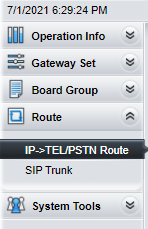 7/1/2021 6:29:24 PM
Operation Info
Gateway Set
Board Group
Route
IP->TEL/PSTN Route
SIP Trunk
System Tools